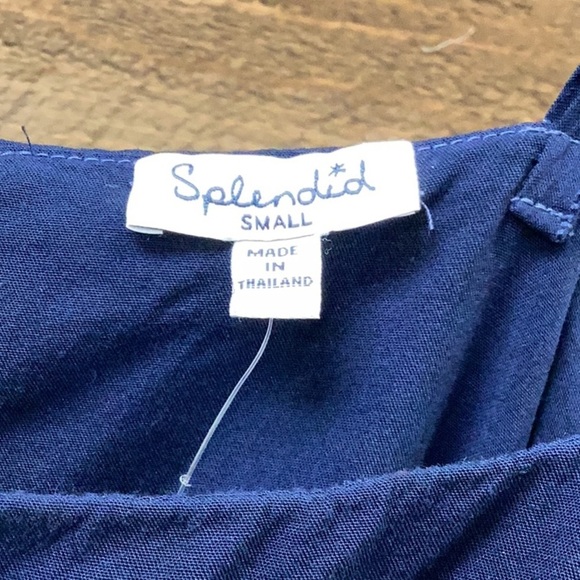 Splendid
SMALL
MADE
IN
THAILAND